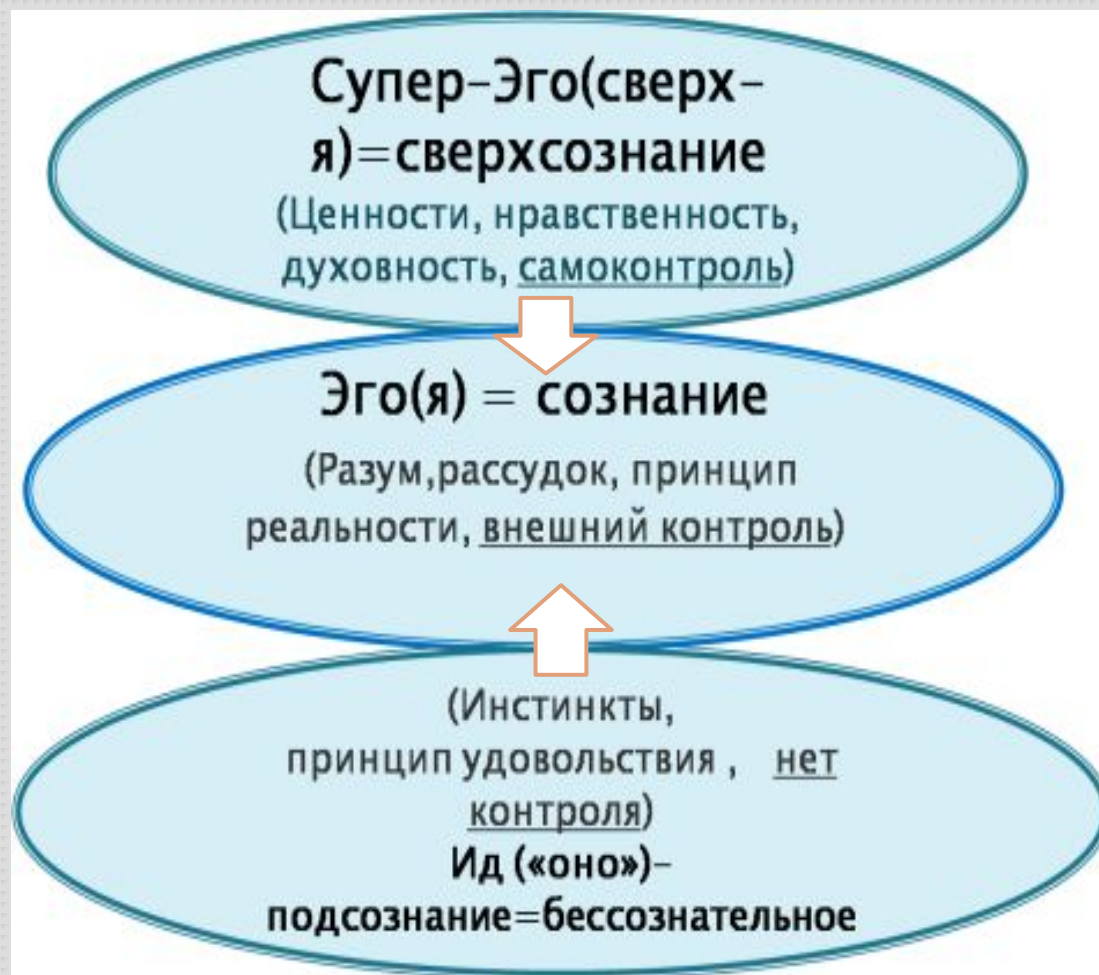 Супер-Эго(сверх-
я)=сверхсознание
(Ценности, нравственность,
духовность, самоконтроль)
Эго(я) = сознание
(Разум,рассудок, принцип
реальности, внешний контроль)
(Инстинкты,
принцип удовольствия , нет
контроля)
Ид («оно»)-
подсознание=бессознательное